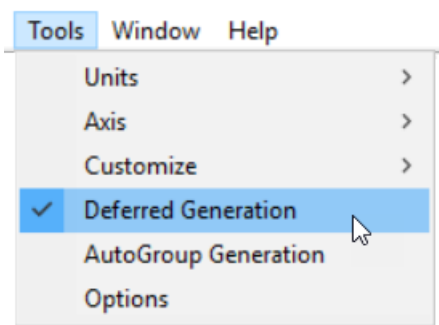 Tools Window Help
Units
Axis
Customize
Deferred Generation
AutoGroup Generation
Options